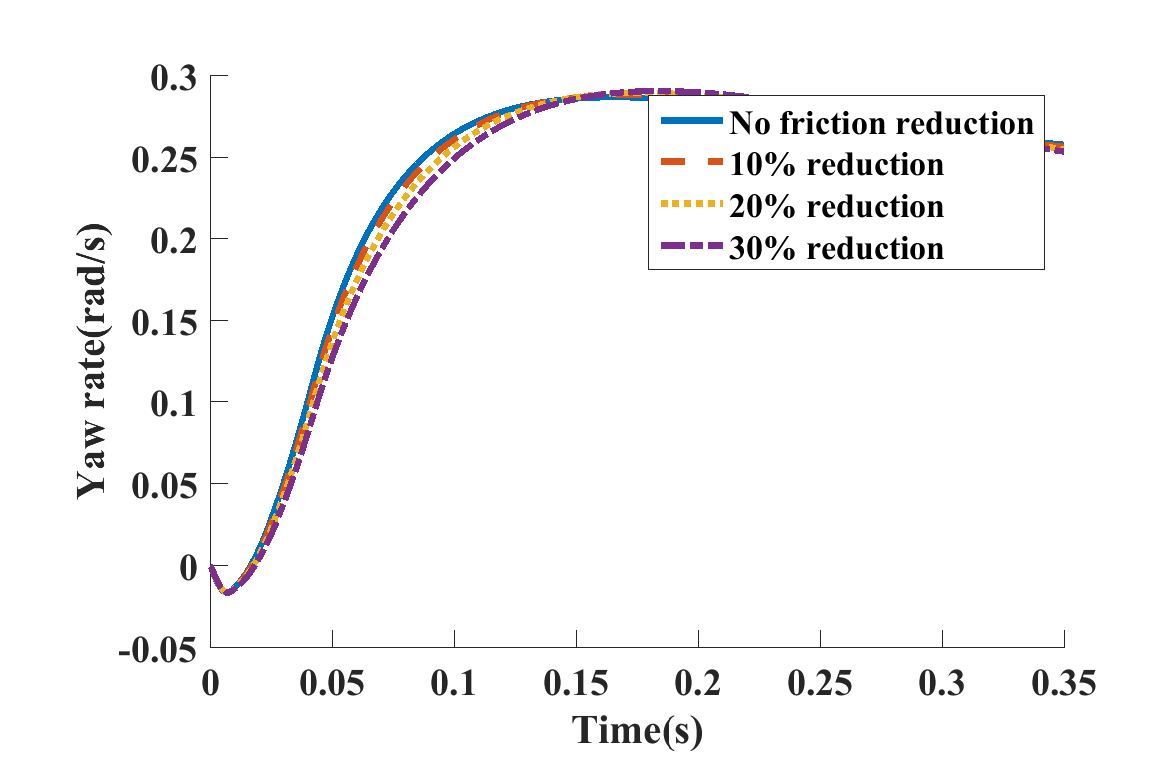 0.3
0.25
0.2
0.15
0.1
0.05
0
-0.05
Yaw rate(rad/s)
No friction reduction
10% reduction
20% reduction
30% reduction
0 0.05 0.1 0.15 0.2 0.25 0.3 0.35
Time(s)